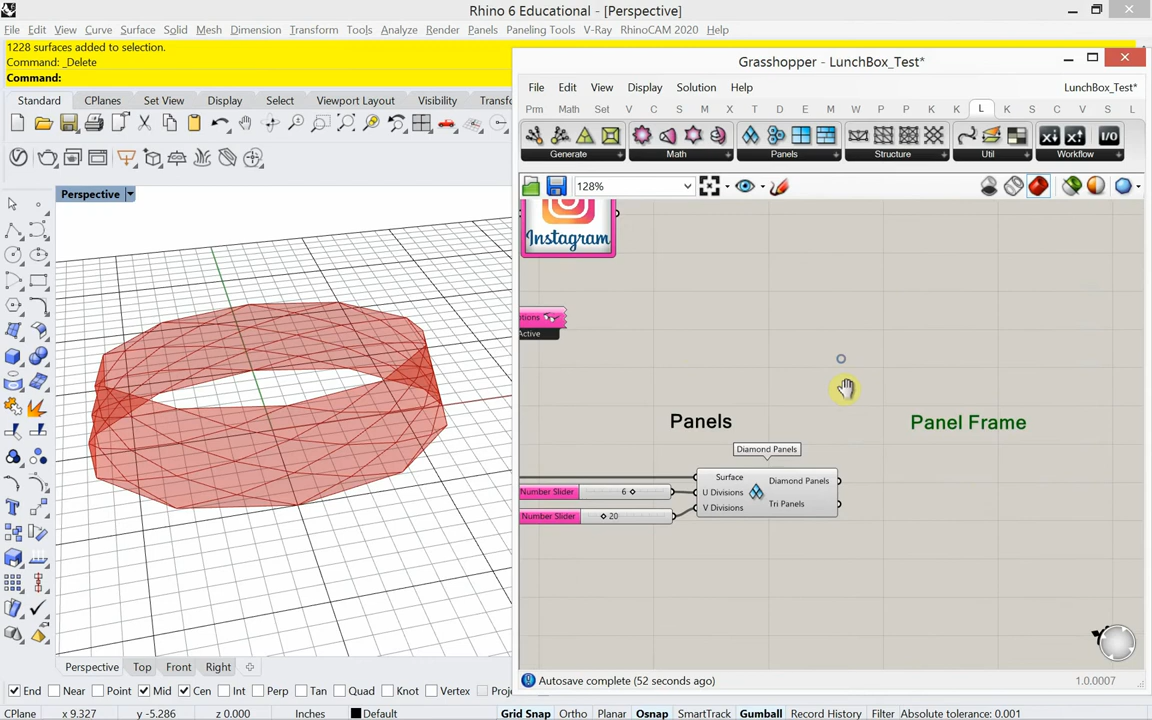 Rhino 6 Educational - [Perspective]
File Edit View Curve Surface Solid Mesh Dimension Transform Tools Analyze Render Panels Paneling Tools V-Ray RhinoCAM 2020 Help
1228 surfaces added to selection.
Command: _Delete
Command:
Standard CPlanes Set View Display Select Viewport Layout Visibility Transfo
Perspective
Grasshopper - LunchBox_Test*
File Edit View Display Solution Help LunchBox_Test*
Prm Math Set V C S M X T D E M W P P K K L K S C V S L
Generate Math Panels Structure Util Workflow
I/O
128%
Instagram
itions
Active
Panels
Panel Frame
Diamond Panels
Surface
U Divisions
V Divisions
Diamond Panels
Tri Panels
Number Slider 6
Number Slider 20
Autosave complete (52 seconds ago) 1.0.0007
Perspective Top Front Right
End Near Point Mid Cen Int Perp Tan Quad Knot Vertex Proje
CPlane x 9.327 y -5.286 z 0.000 Inches Default Grid Snap Ortho Planar Osnap SmartTrack Gumball Record History Filter Absolute tolerance: 0.001